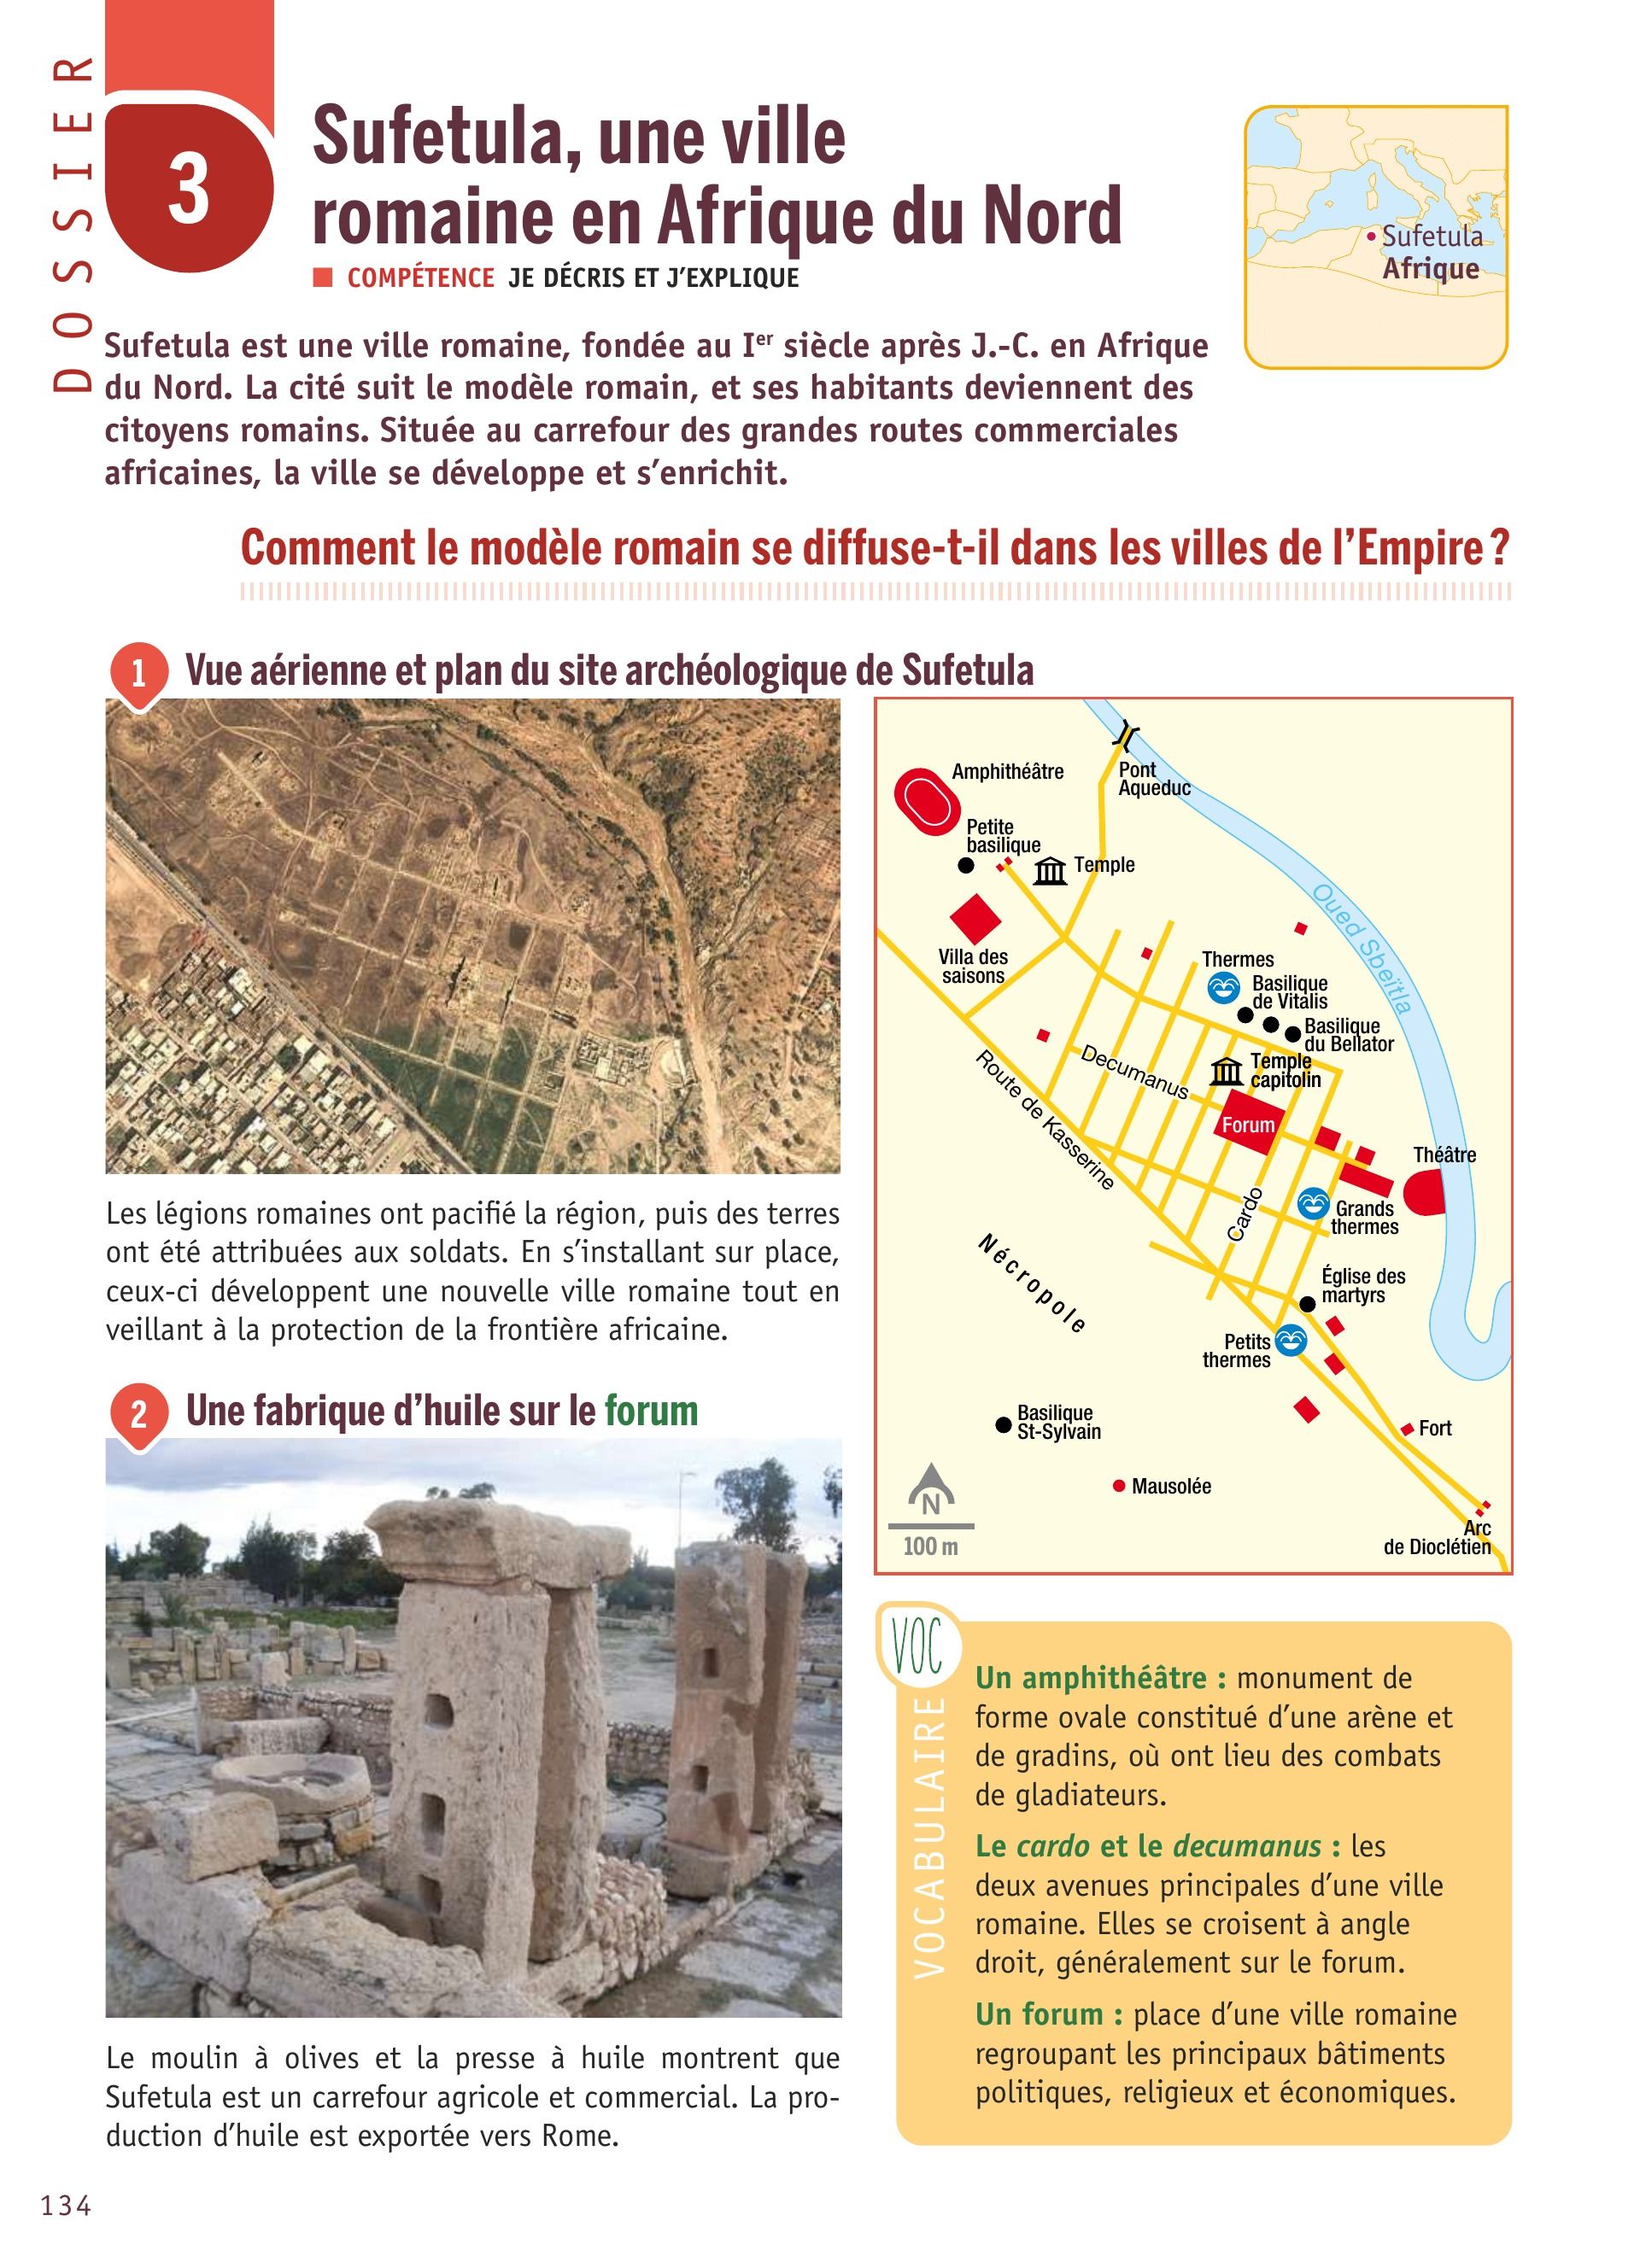 DOSSIER
3
Sufetula, une ville
romaine en Afrique du Nord
COMPÉTENCE JE DÉCRIS ET J’EXPLIQUE
Sufetula
Afrique
Sufetula est une ville romaine, fondée au Ier siècle après J.-C. en Afrique
du Nord. La cité suit le modèle romain, et ses habitants deviennent des
citoyens romains. Située au carrefour des grandes routes commerciales
africaines, la ville se développe et s’enrichit.
Comment le modèle romain se diffuse-t-il dans les villes de l’Empire ?
1 Vue aérienne et plan du site archéologique de Sufetula
Les légions romaines ont pacifié la région, puis des terres
ont été attribuées aux soldats. En s’installant sur place,
ceux-ci développent une nouvelle ville romaine tout en
veillant à la protection de la frontière africaine.
Amphithéâtre
Pont
Aqueduc
Petite
basilique
Temple
Villa des
saisons
Oued Sbeïtla
Thermes
Basilique
de Vitalis
Basilique
du Bellator
Temple
capitolin
Decumanus
Route de Kasserine
Forum
Théâtre
Cardo
Grands
thermes
Nécropole
Église des
martyrs
Petits
thermes
Basilique
St-Sylvain
Fort
Mausolée
N
100 m
Arc
de Dioclétien
2 Une fabrique d’huile sur le forum
Le moulin à olives et la presse à huile montrent que
Sufetula est un carrefour agricole et commercial. La pro-
duction d’huile est exportée vers Rome.
VOC
VOCABULAIRE
Un amphithéâtre : monument de
forme ovale constitué d’une arène et
de gradins, où ont lieu des combats
de gladiateurs.
Le cardo et le decumanus : les
deux avenues principales d’une ville
romaine. Elles se croisent à angle
droit, généralement sur le forum.
Un forum : place d’une ville romaine
regroupant les principaux bâtiments
politiques, religieux et économiques.
134